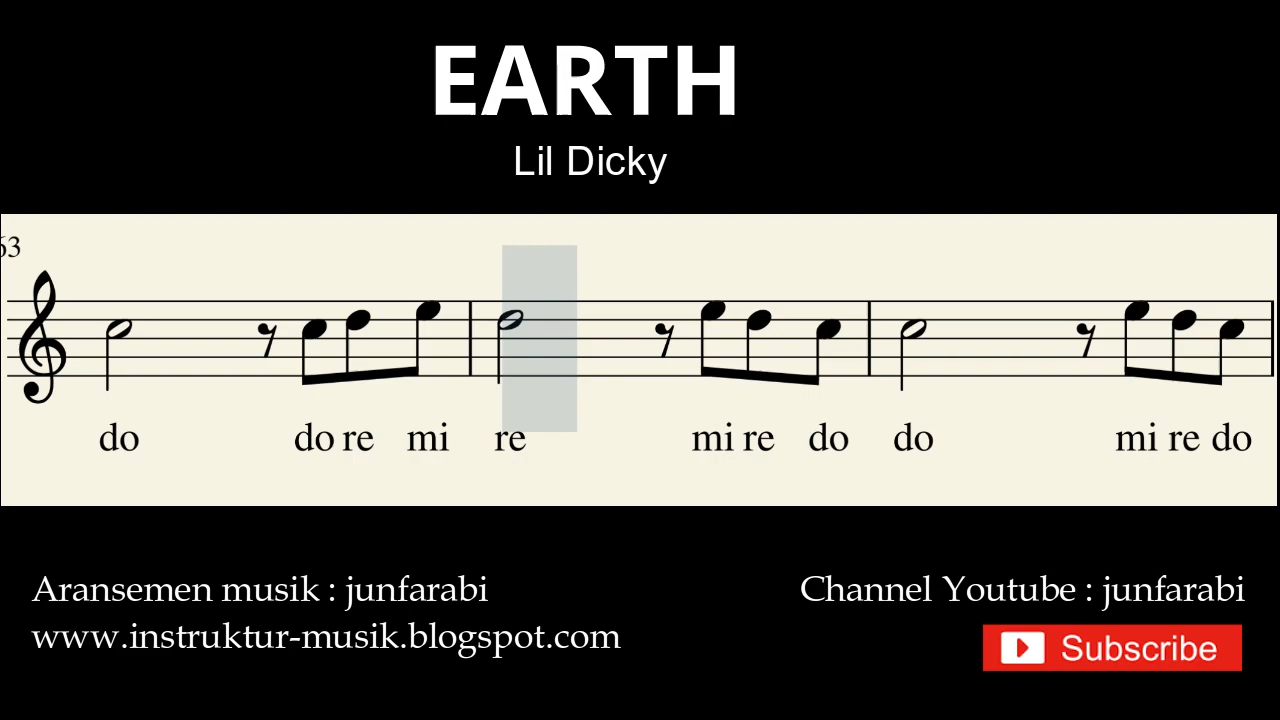 EARTH
Lil Dicky
63
do do re mi re mi re do do mi re do
Aransemen musik : junfarabi
www.instruktur-musik.blogspot.com
Channel Youtube : junfarabi
Subscribe